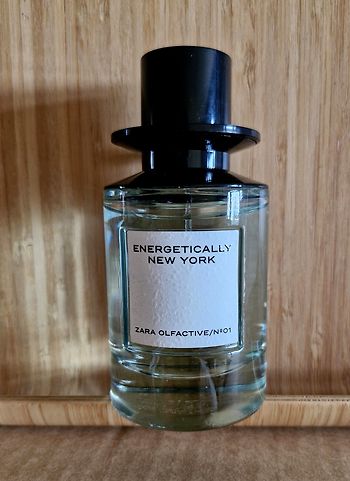 ENERGETICALLY
NEW YORK
ZARA OLFACTIVE/Nº01